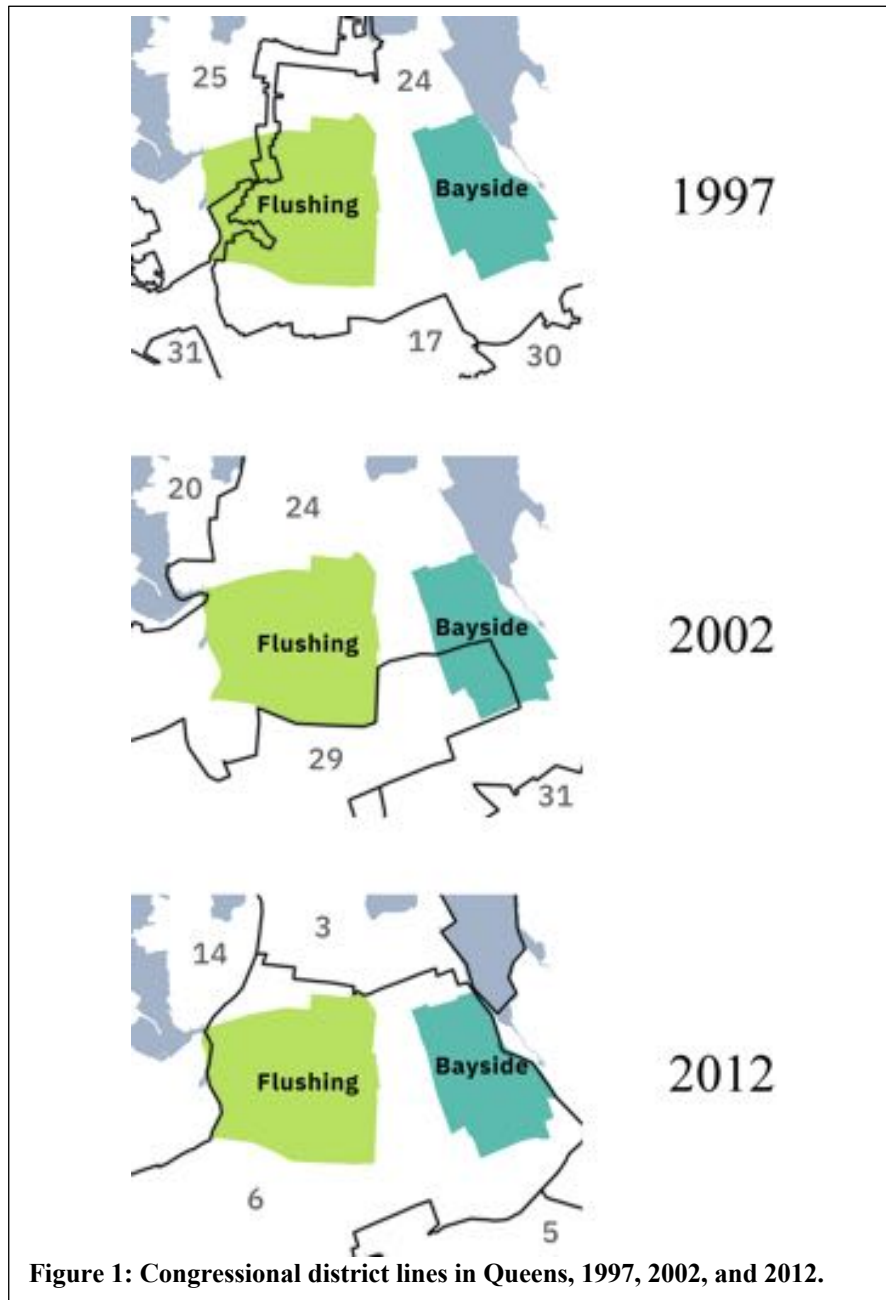 25
24
Flushing
Bayside
1997
31
17
30
20
24
Flushing
Bayside
2002
29
31
14
3
Flushing
Bayside
2012
6
5
Figure 1: Congressional district lines in Queens, 1997, 2002, and 2012.